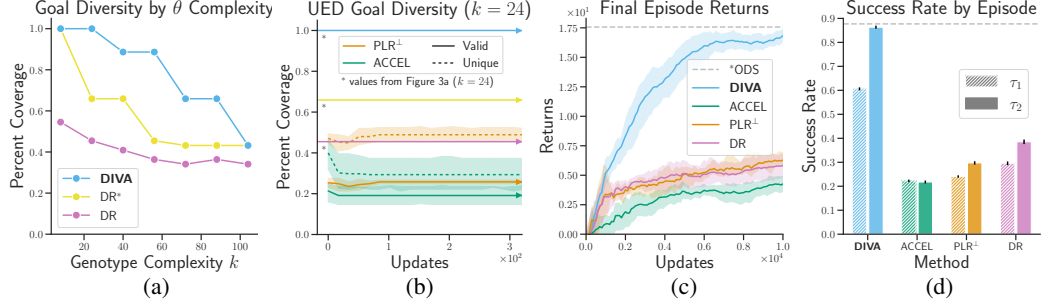 Goal Diversity by θ Complexity
Percent Coverage
1.0
0.8
0.6
0.4
0.2
0.0
DIVA
DR*
DR
20 40 60 80 100
Genotype Complexity k
(a)
UED Goal Diversity (k = 24)
Percent Coverage
1.0
0.8
0.6
0.4
0.2
0.0
*
PLR⊥ Valid
ACCEL Unique
* values from Figure 3a (k = 24)
*
*
0 1 2 3
×10²
Updates
(b)
Final Episode Returns
×10¹
Returns
1.75
1.50
1.25
1.00
0.75
0.50
0.25
0.00
*ODS
DIVA
ACCEL
PLR⊥
DR
0.2 0.4 0.6 0.8 1.0
×10⁴
Updates
(c)
Success Rate by Episode
Success Rate
0.9
0.8
0.7
0.6
0.5
0.4
0.3
0.2
0.1
0.0
τ₁
τ₂
DIVA ACCEL PLR⊥ DR
Method
(d)